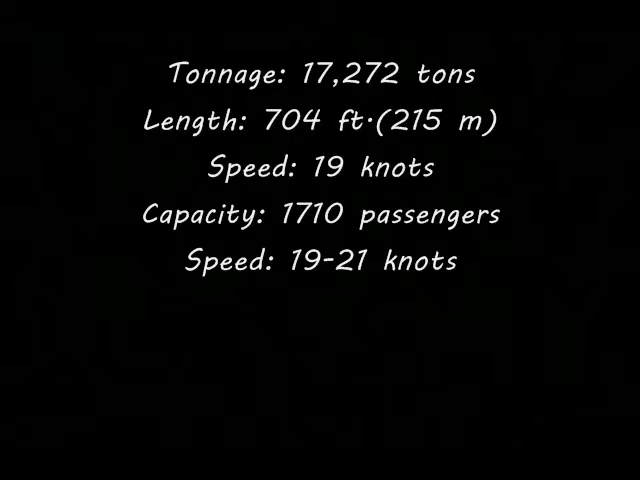 Tonnage: 17,272 tons
Length: 704 ft.(215 m)
Speed: 19 knots
Capacity: 1710 passengers
Speed: 19-21 knots